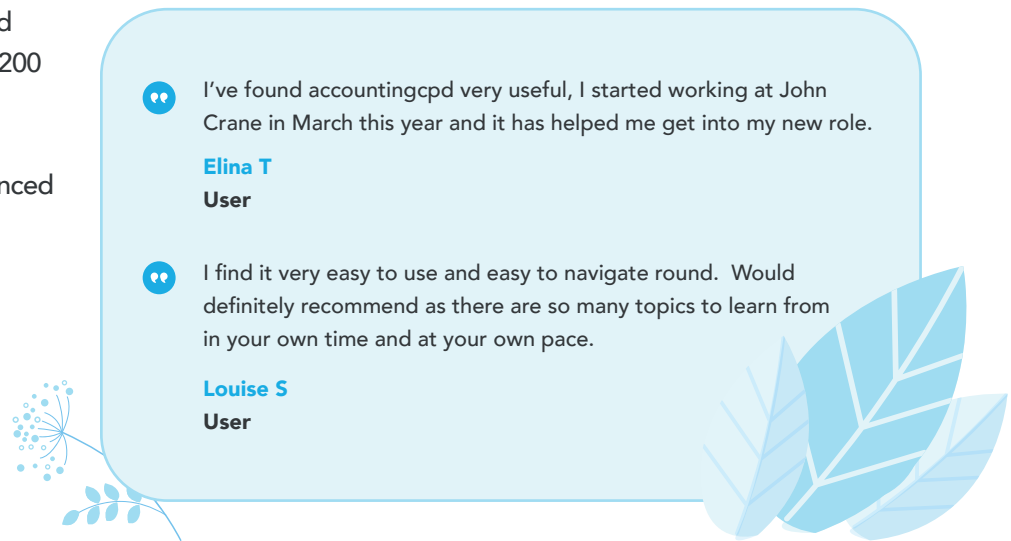 d
200
nced
I've found accountingcpd very useful, I started working at John
Crane in March this year and it has helped me get into my new role.
Elina T
User
I find it very easy to use and easy to navigate round.  Would
definitely recommend as there are so many topics to learn from
in your own time and at your own pace.
Louise S
User